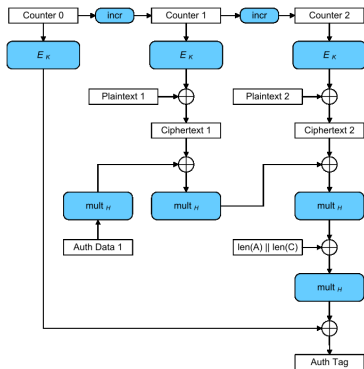 Counter 0
incr
Counter 1
incr
Counter 2
E K
E K
E K
Plaintext 1
Plaintext 2
Ciphertext 1
Ciphertext 2
mult H
mult H
mult H
Auth Data 1
len(A) || len(C)
mult H
Auth Tag